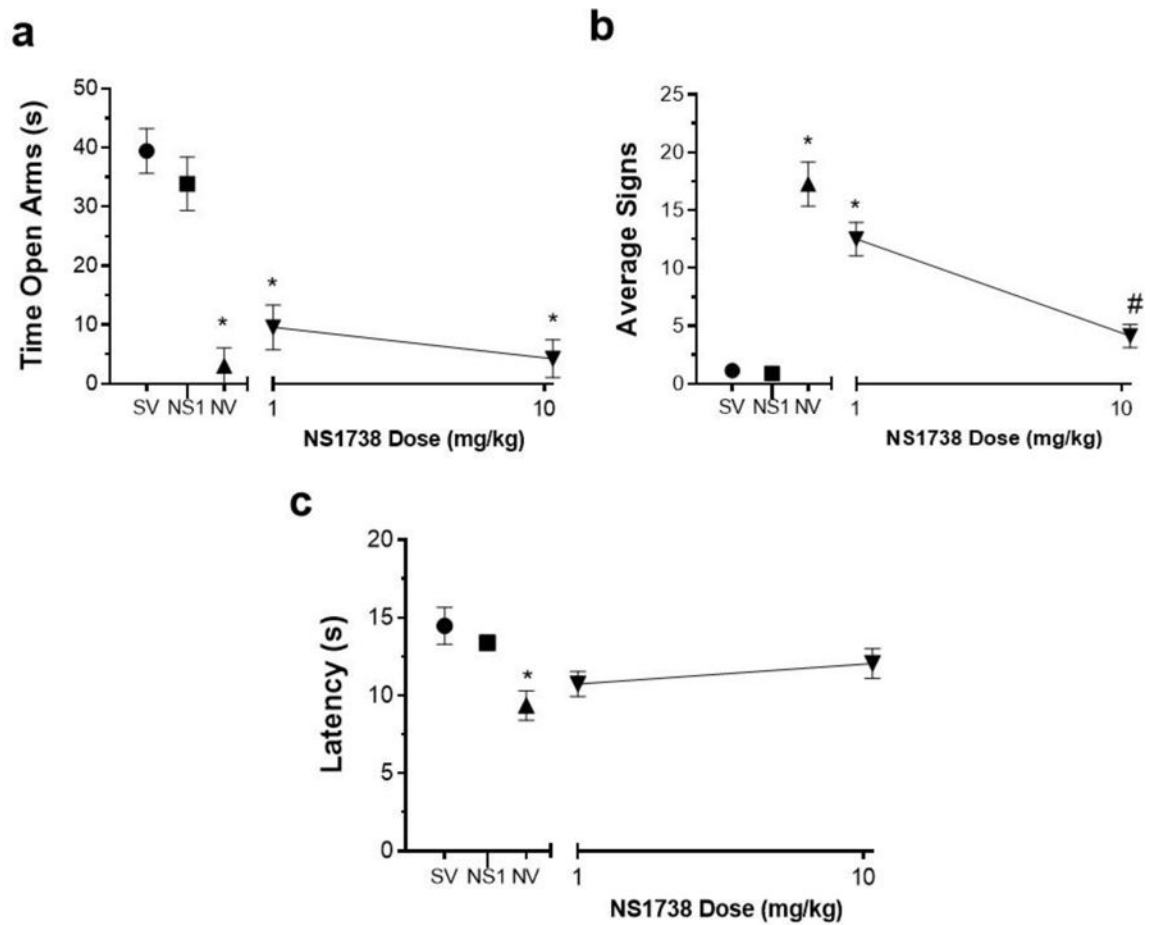 a
50
40
30
20
10
0
Time Open Arms (s)
*
*
*
SV NS1 NV 1 10
NS1738 Dose (mg/kg)
b
25
20
15
10
5
0
Average Signs
*
*
#
SV NS1 NV 1 10
NS1738 Dose (mg/kg)
c
20
15
10
5
0
Latency (s)
*
SV NS1 NV 1 10
NS1738 Dose (mg/kg)